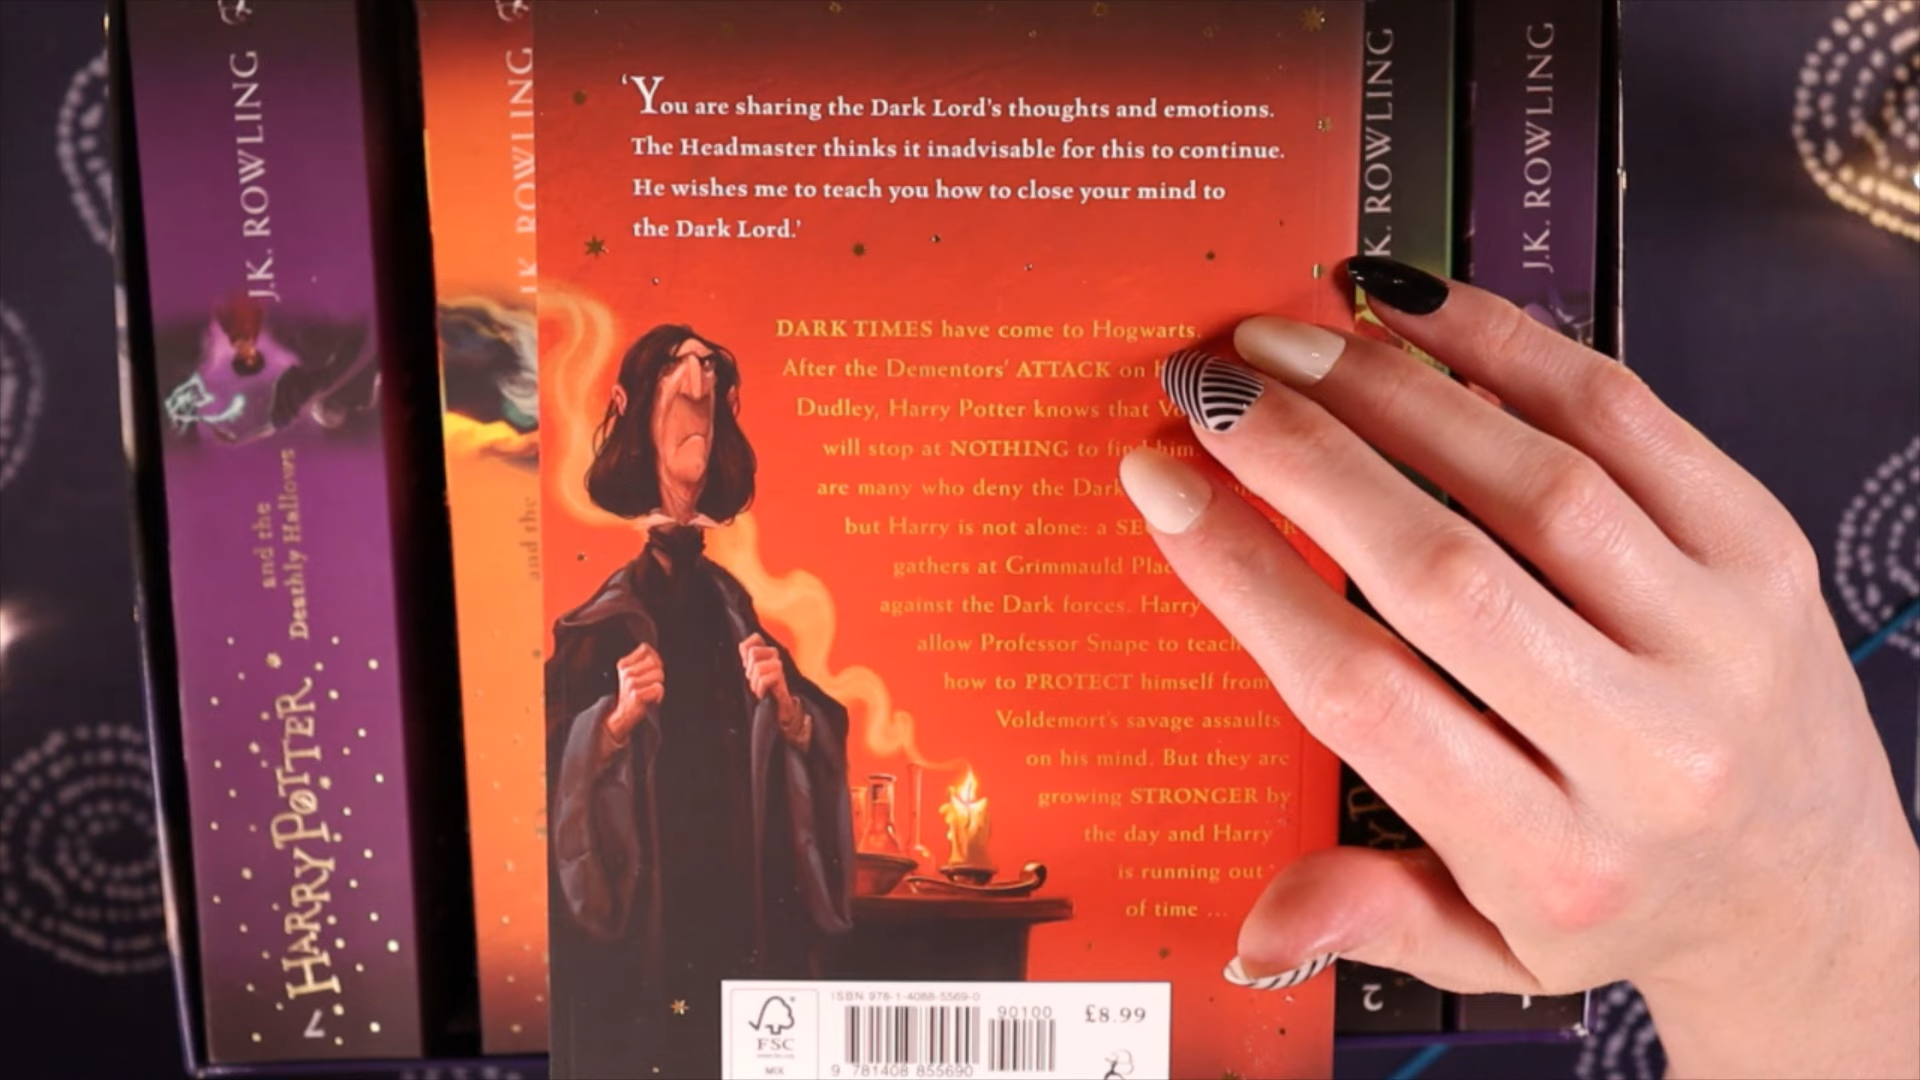 J.K. ROWLING
and the
Deathly Hallows
HARRY POTTER
7
J.K. ROWLING
and the
‘You are sharing the Dark Lord's thoughts and emotions.
The Headmaster thinks it inadvisable for this to continue.
He wishes me to teach you how to close your mind to
the Dark Lord.’
DARK TIMES have come to Hogwarts.
After the Dementors' ATTACK on
Dudley, Harry Potter knows that
will stop at NOTHING to find him.
are many who deny the Dark
but Harry is not alone: a
gathers at Grimmauld
against the Dark forces. Harry
allow Professor Snape to teach
how to PROTECT himself from
Voldemort's savage assaults
on his mind. But they are
growing STRONGER by
the day and Harry
is running out
of time ...
ISBN 978-1-4088-5569-0
90100
£8.99
FSC
MIX
9 781408 855690
J.K. ROWLING
2
J.K. ROWLING